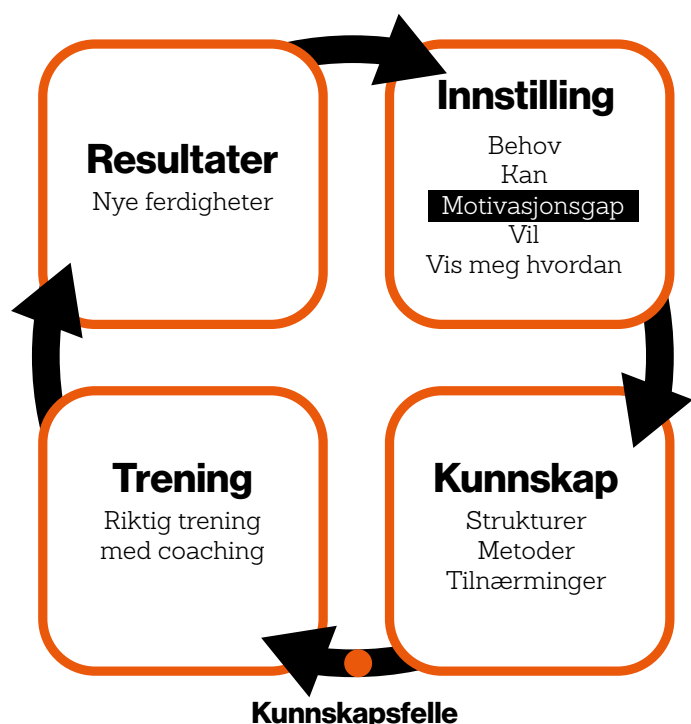 Resultater
Nye ferdigheter
Innstilling
Behov
Kan
Motivasjonsgap
Vil
Vis meg hvordan
Trening
Riktig trening
med coaching
Kunnskap
Strukturer
Metoder
Tilnærminger
Kunnskapsfelle